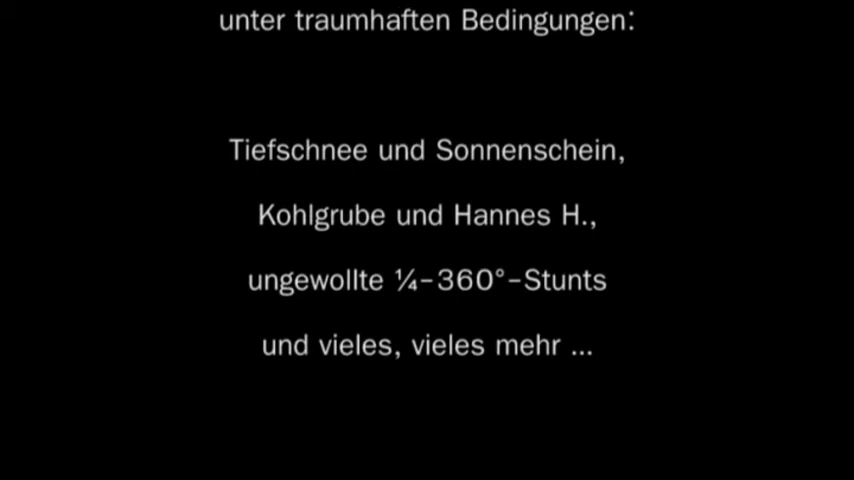 unter traumhaften Bedingungen:
Tiefschnee und Sonnenschein,
Kohlgrube und Hannes H.,
ungewollte ¼-360°-Stunts
und vieles, vieles mehr ...